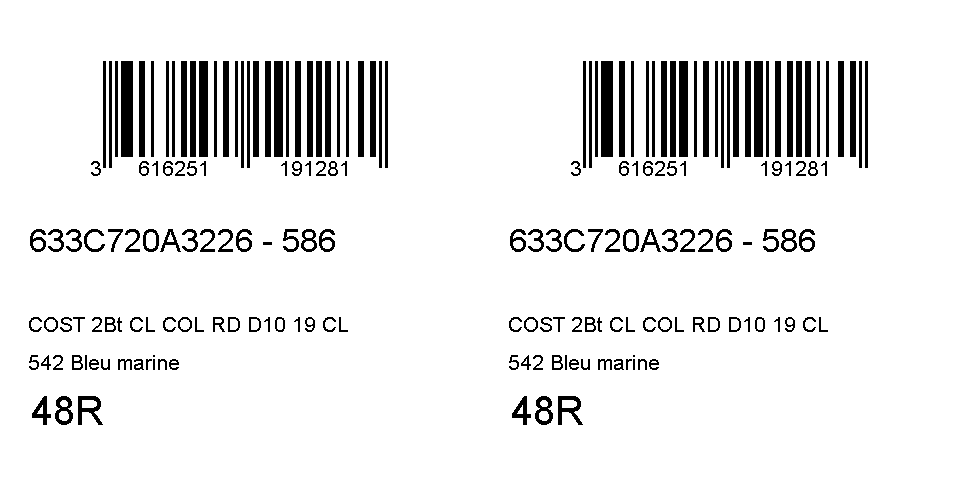 3 616251 191281
633C720A3226 - 586
COST 2Bt CL COL RD D10 19 CL
542 Bleu marine
48R
3 616251 191281
633C720A3226 - 586
COST 2Bt CL COL RD D10 19 CL
542 Bleu marine
48R